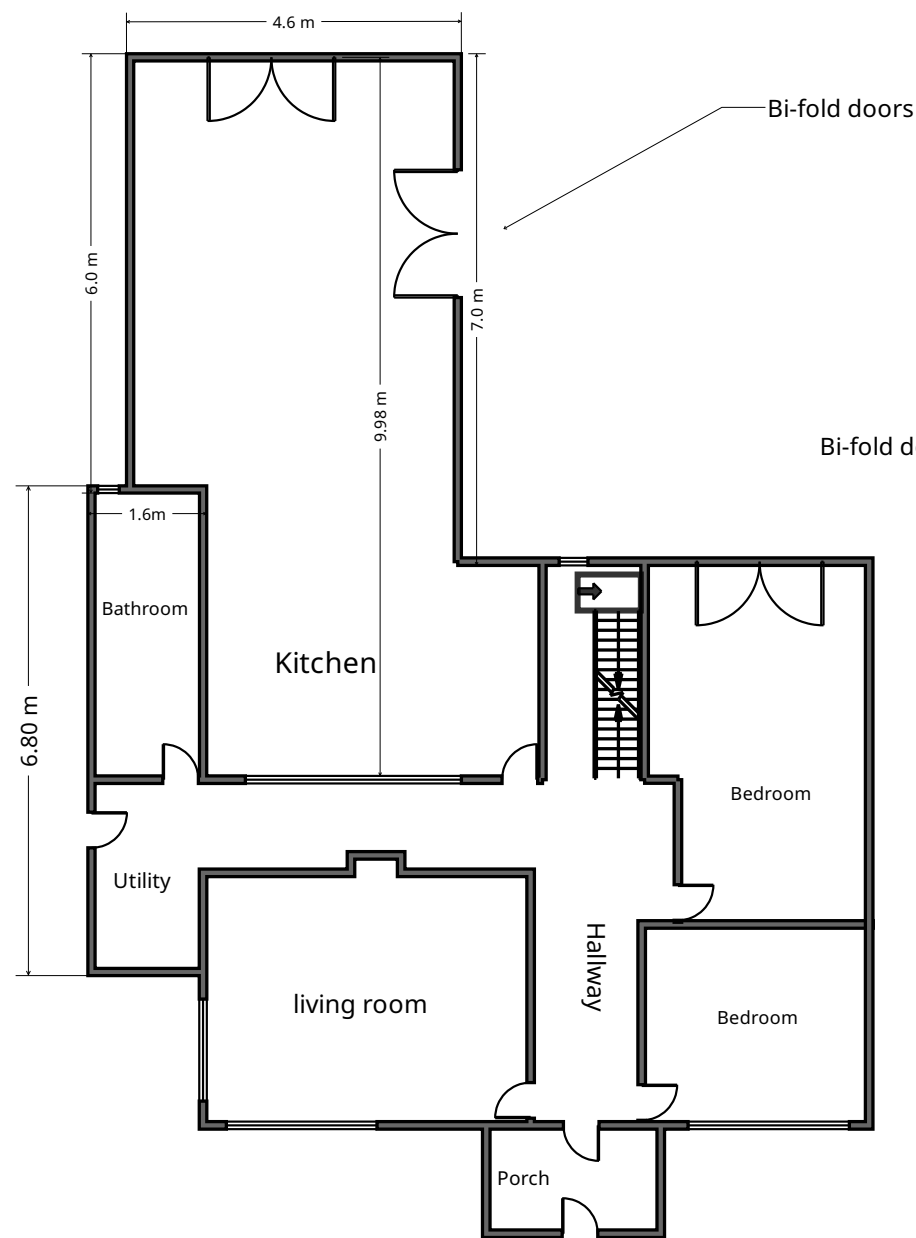 4.6 m
Bi-fold doors
6.0 m
7.0 m
9.98 m
Bi-fold d
1.6m
Bathroom
Kitchen
6.80 m
Bedroom
Utility
Hallway
living room
Bedroom
Porch